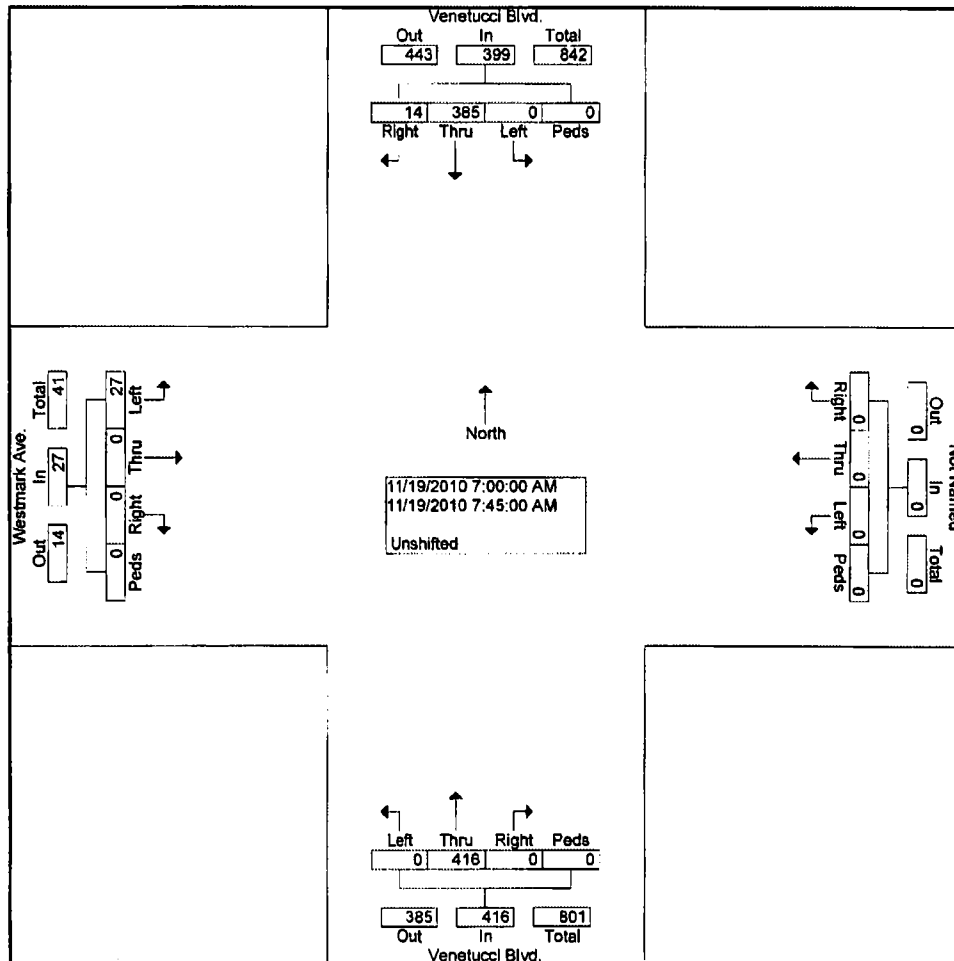 Venetucci Blvd.
Out In Total
443 399 842
14 385 0 0
Right Thru Left Peds
Westmark Ave.
Total In Out
41 27 14
27 0 0 0
Left Thru Right Peds
North
11/19/2010 7:00:00 AM
11/19/2010 7:45:00 AM
Unshifted
Right Thru Left Peds
0 0 0 0
Out In Total
0 0 0
Not Named
Left Thru Right Peds
0 416 0 0
385 416 801
Out In Total
Venetucci Blvd.